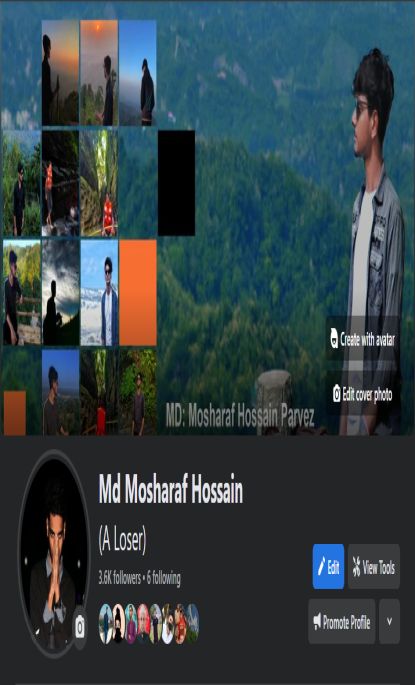 Create with avatar
Edit cover photo
MD: Mosharaf Hossain Parvez
Md Mosharaf Hossain
(A Loser)
3.6K followers • 6 following
Edit
View Tools
Promote Profile